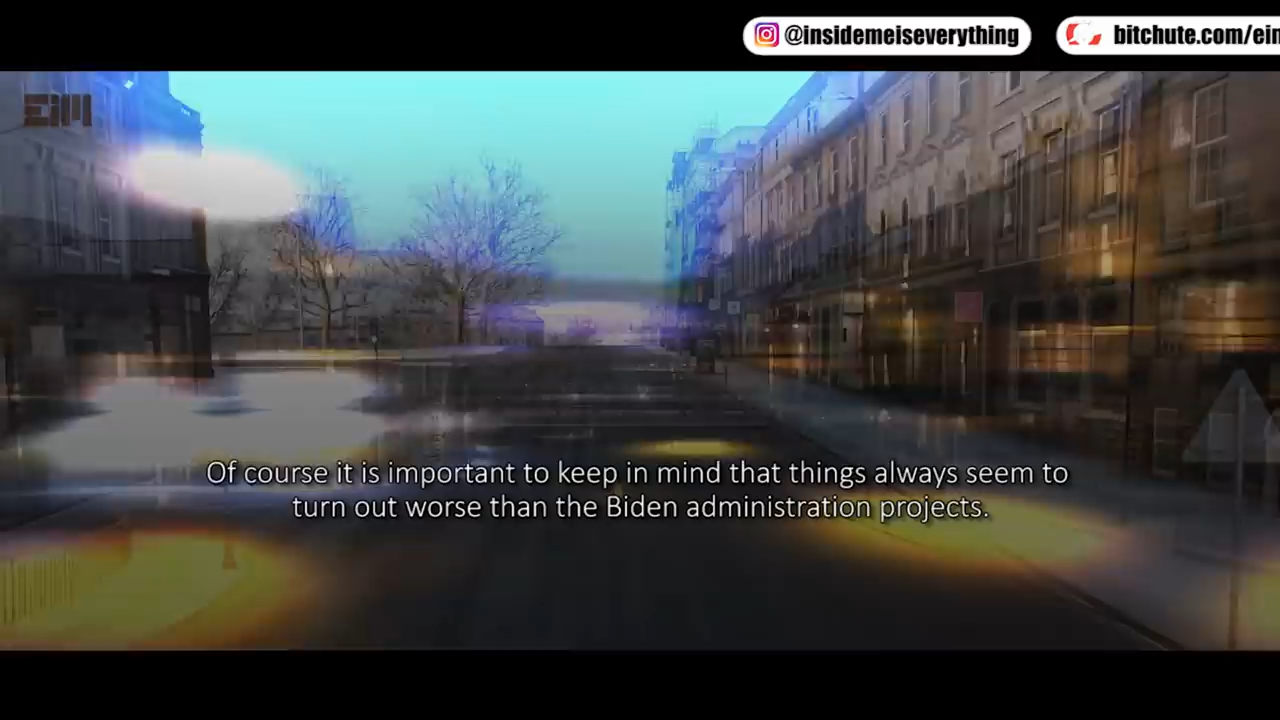 @insidemeiseverything
bitchute.com/ein
EiM
Of course it is important to keep in mind that things always seem to
turn out worse than the Biden administration projects.